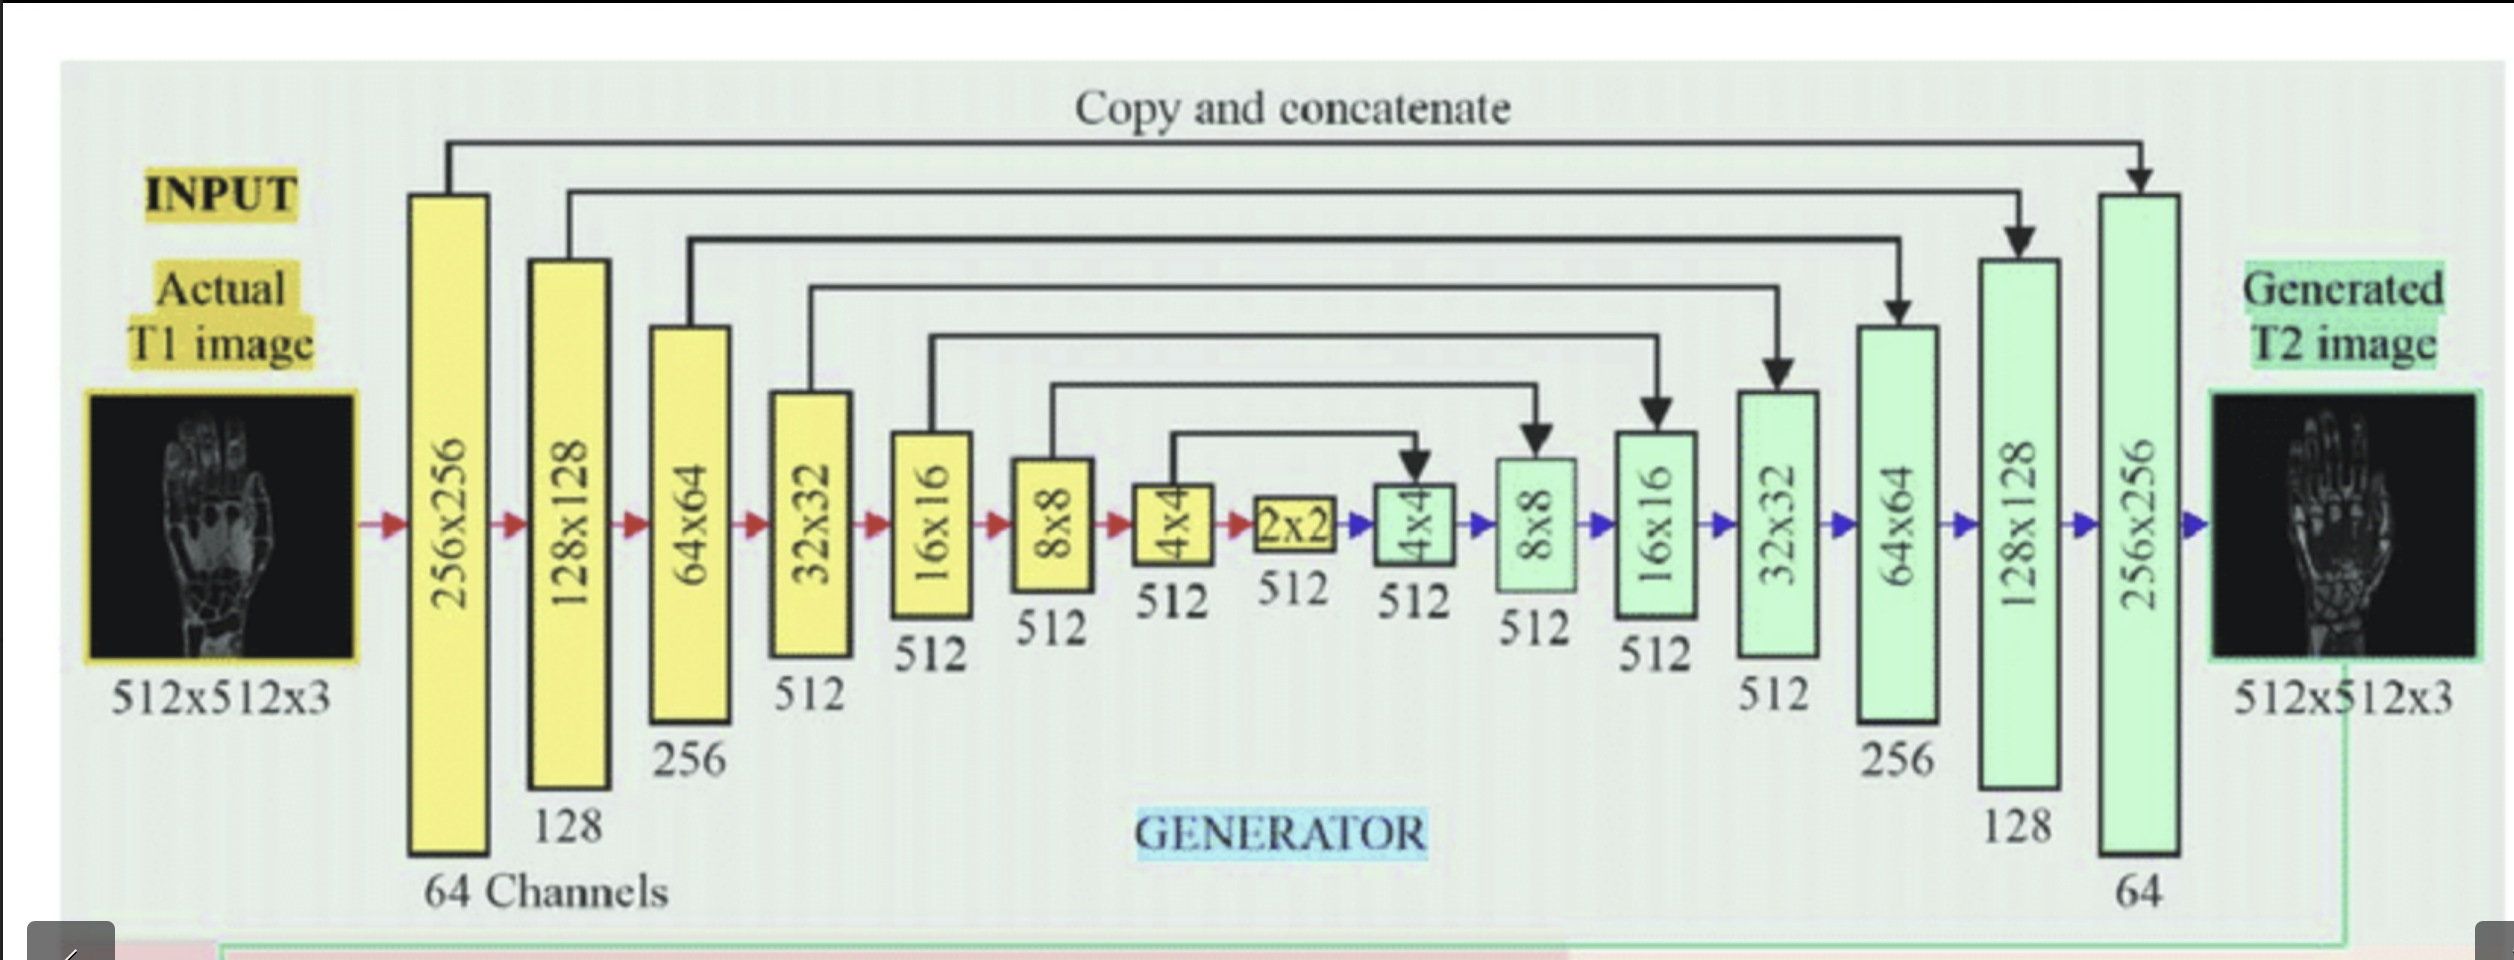 Copy and concatenate
INPUT
Actual
T1 image
512x512x3
256x256
64 Channels
128x128
128
64x64
256
32x32
512
16x16
512
8x8
512
4x4
512
2x2
512
4x4
512
8x8
512
16x16
512
32x32
512
64x64
256
128x128
128
256x256
64
Generated
T2 image
512x512x3
GENERATOR